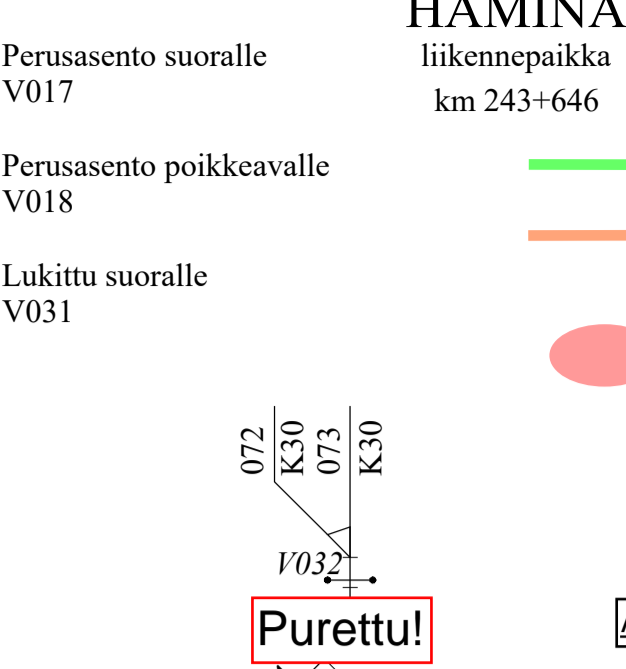 HAMINA
liikennepaikka
km 243+646
Perusasento suoralle
V017
Perusasento poikkeavalle
V018
Lukittu suoralle
V031
072
K30
073
K30
V032
Purettu!